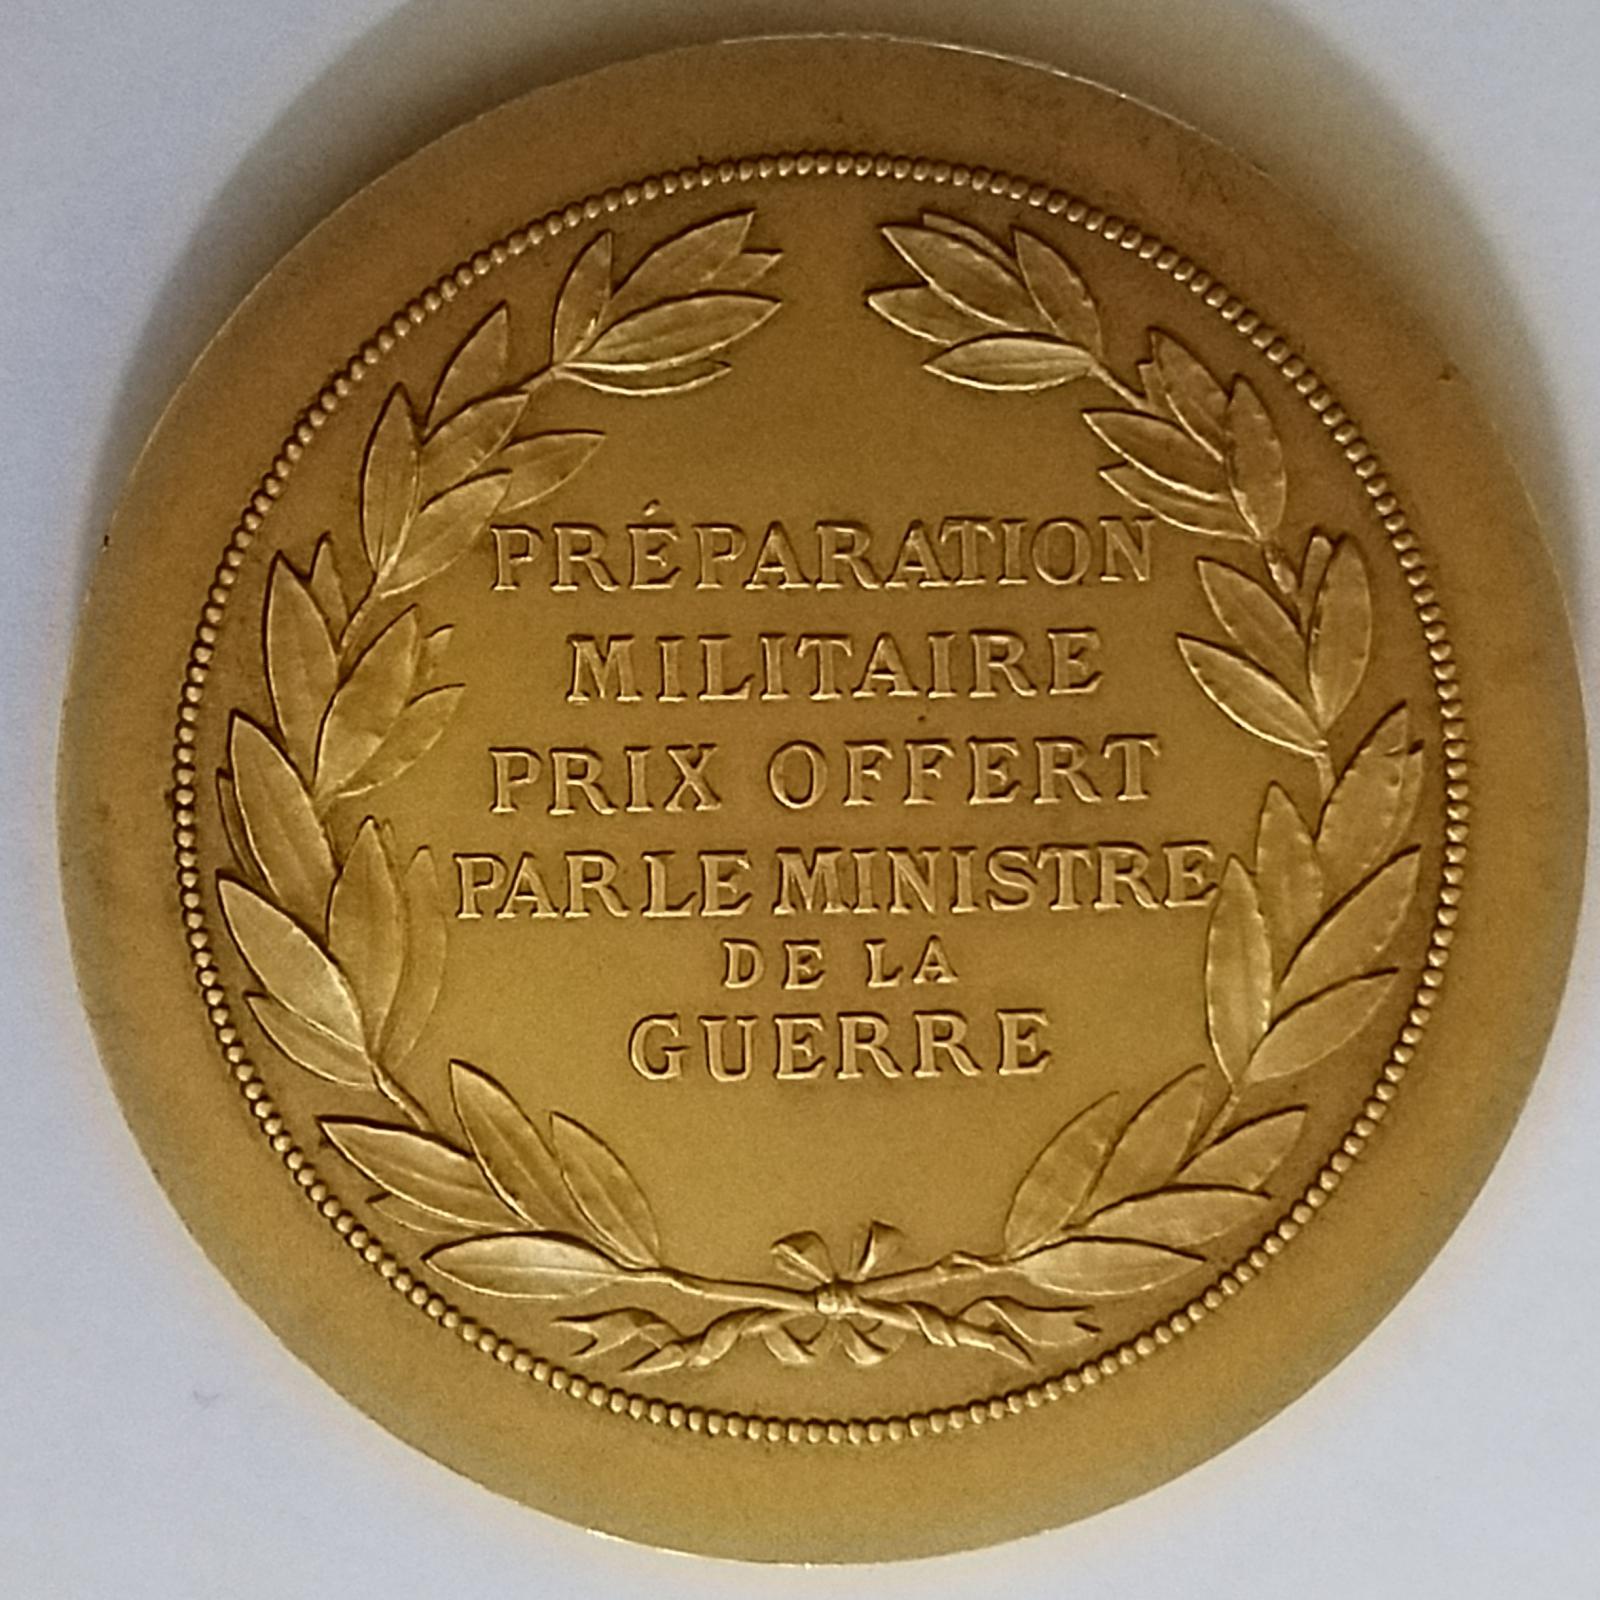 PRÉPARATION
MILITAIRE
PRIX OFFERT
PAR LE MINISTRE
DE LA
GUERRE